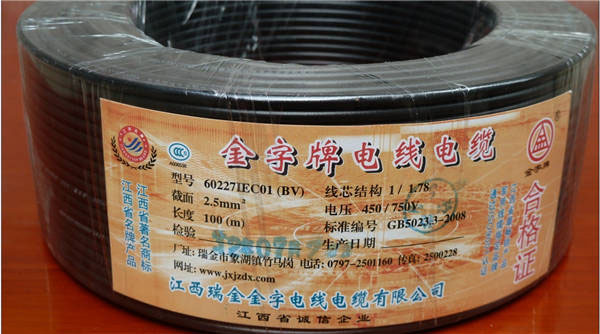 金字牌电线电缆
型号 60227IEC01 (BV)
线芯结构 1 / 1.78
截面 2.5mm²
电压 450/750V
长度 100 (m)
标准编号 GB5023.3-2008
检验
生产日期
厂址: 瑞金市象湖镇竹马岗 电话: 0797-2501160 传真: 2500228
网址: www.jxjzdx.com
江西瑞金金字电线电缆有限公司
江西省诚信企业
江西省著名商标
江西省名牌产品
CCC
金字牌
合格证